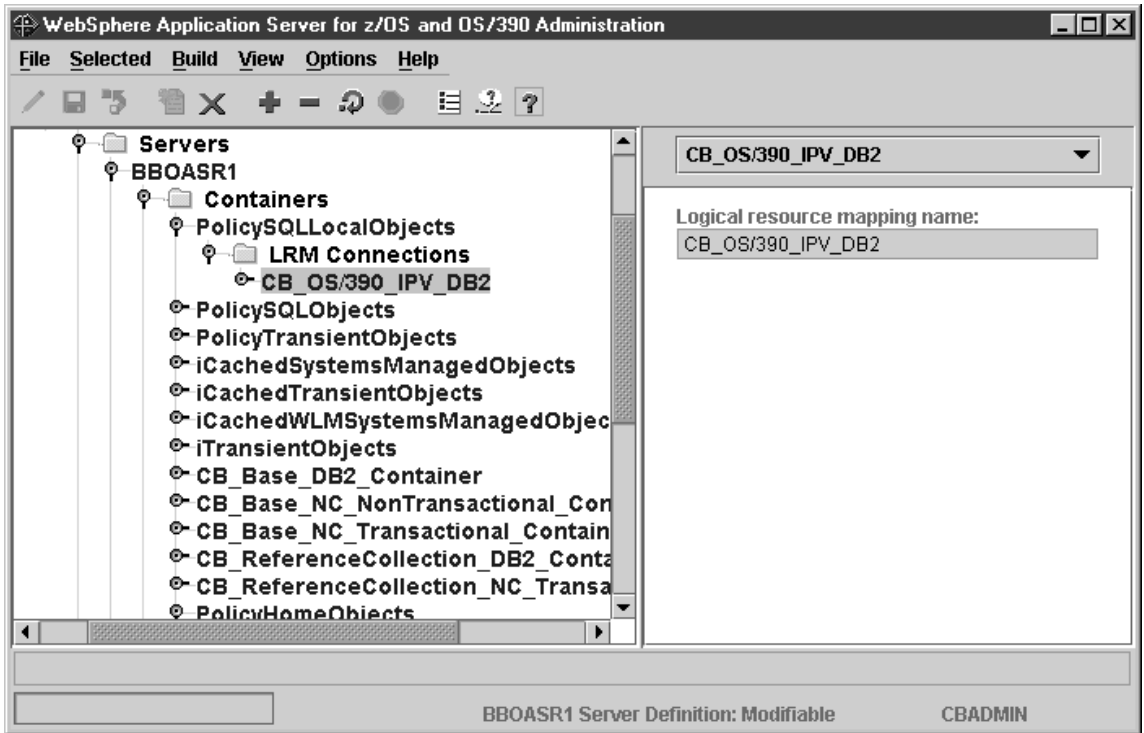 WebSphere Application Server for z/OS and OS/390 Administration
File Selected Build View Options Help
Servers
BBOASR1
Containers
PolicySQLLocalObjects
LRM Connections
CB_OS/390_IPV_DB2
PolicySQLObjects
PolicyTransientObjects
iCachedSystemsManagedObjects
iCachedTransientObjects
iCachedWLMSystemsManagedObjec
iTransientObjects
CB_Base_DB2_Container
CB_Base_NC_NonTransactional_Con
CB_Base_NC_Transactional_Contain
CB_ReferenceCollection_DB2_Conta
CB_ReferenceCollection_NC_Transa
PolicyHomeObjects
CB_OS/390_IPV_DB2
Logical resource mapping name:
CB_OS/390_IPV_DB2
BBOASR1 Server Definition: Modifiable CBADMIN